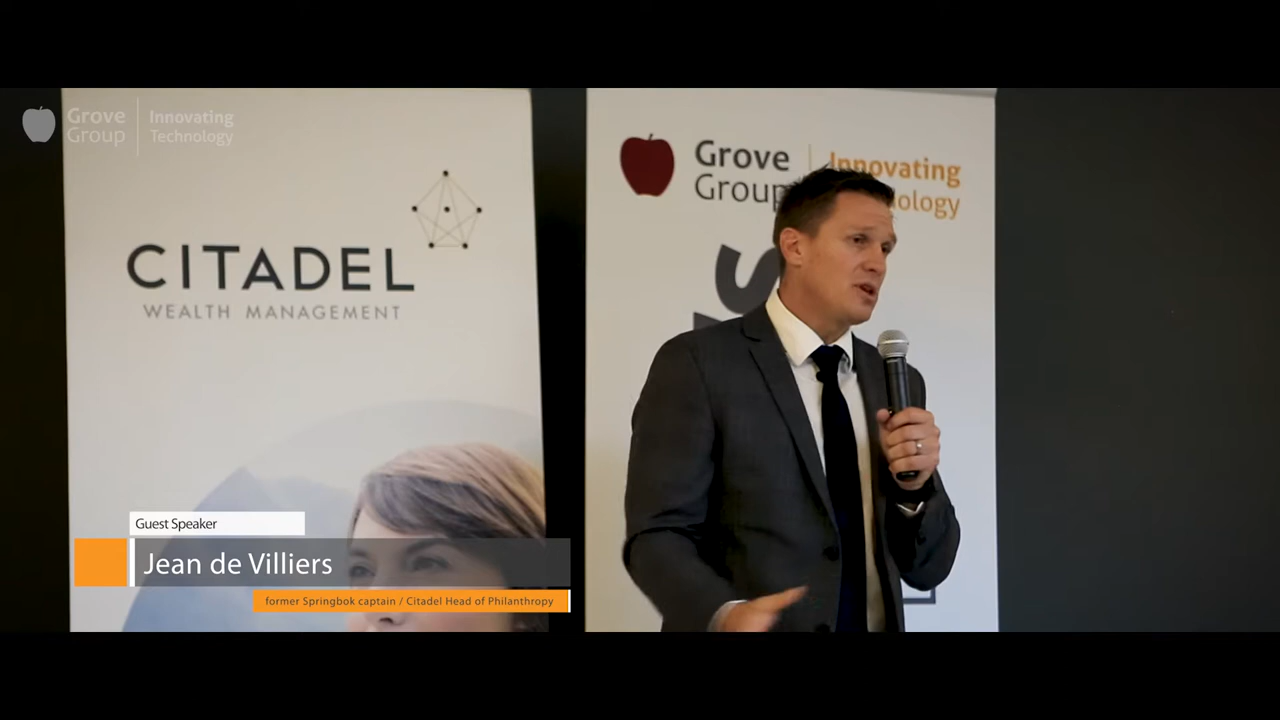 Grove
Group
Innovating
Technology
CITADEL
WEALTH MANAGEMENT
Grove
Group
Innovating
ology
S
Guest Speaker
Jean de Villiers
former Springbok captain / Citadel Head of Philanthropy